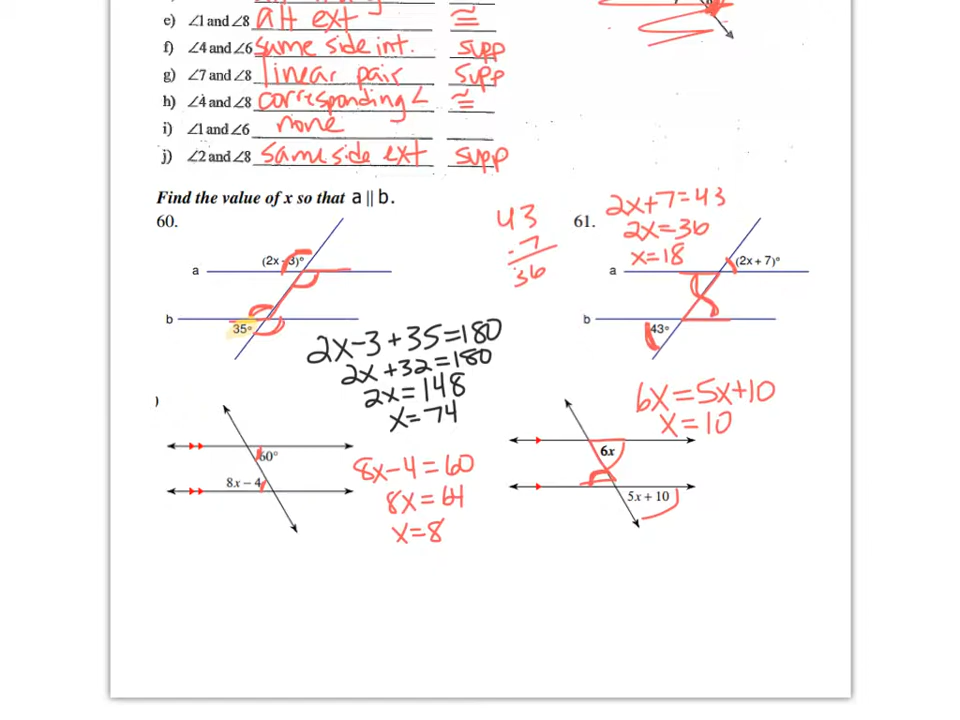 e) ∠1 and ∠8 alt ext ≅
f) ∠4 and ∠6 same side int. supp
g) ∠7 and ∠8 linear pair supp
h) ∠4 and ∠8 corresponding ∠ ≅
i) ∠1 and ∠6 none
j) ∠2 and ∠8 same side ext supp
Find the value of x so that a || b.
60.
(2x - 3)°
a
b
35°
2x-3+35=180
2x+32=180
2x=148
x=74
43
-7
36
61.
2x+7=43
2x=36
x=18
a
(2x + 7)°
b
43°
)
60°
8x – 4
8x-4=60
8x=64
x=8
6x=5x+10
x=10
6x
5x + 10